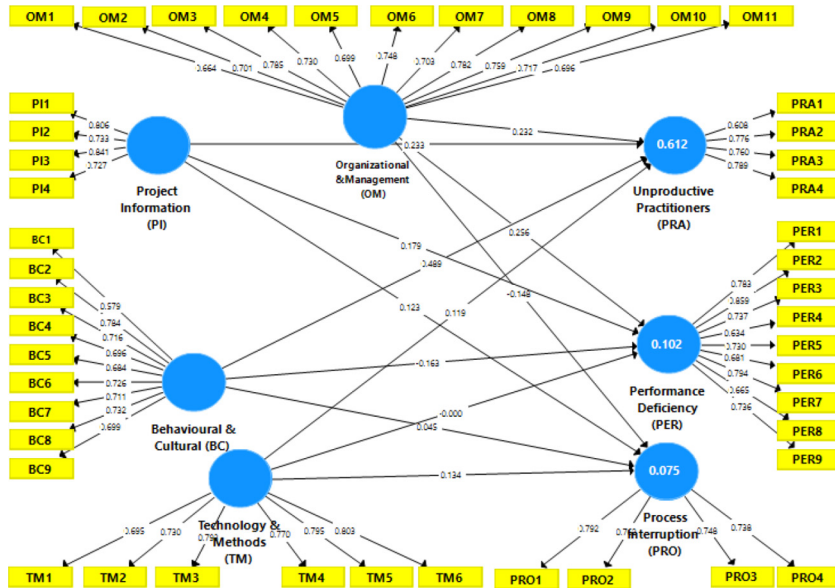 OM1
OM2
OM3
OM4
OM5
OM6
OM7
OM8
OM9
OM10
OM11
0.664
0.701
0.785
0.730
0.699
0.748
0.703
0.782
0.759
0.717
0.696
PI1
PI2
PI3
PI4
0.806
0.733
0.841
0.727
Project
Information
(PI)
Organizational
&Management
(OM)
0.233
0.232
0.612
Unproductive
Practitioners
(PRA)
0.608
0.776
0.760
0.789
PRA1
PRA2
PRA3
PRA4
BC1
BC2
BC3
BC4
BC5
BC6
BC7
BC8
BC9
0.579
0.784
0.716
0.696
0.684
0.726
0.711
0.732
0.699
Behavioural &
Cultural (BC)
0.179
0.489
0.256
0.123
0.119
-0.148
-0.163
-0.000
0.045
0.134
0.102
Performance
Deficiency
(PER)
0.783
0.859
0.737
0.634
0.730
0.681
0.794
0.665
0.736
PER1
PER2
PER3
PER4
PER5
PER6
PER7
PER8
PER9
Technology &
Methods
(TM)
0.695
0.730
0.770
0.795
0.803
TM1
TM2
TM3
TM4
TM5
TM6
0.075
Process
Interruption
(PRO)
0.792
0.748
0.738
PRO1
PRO2
PRO3
PRO4